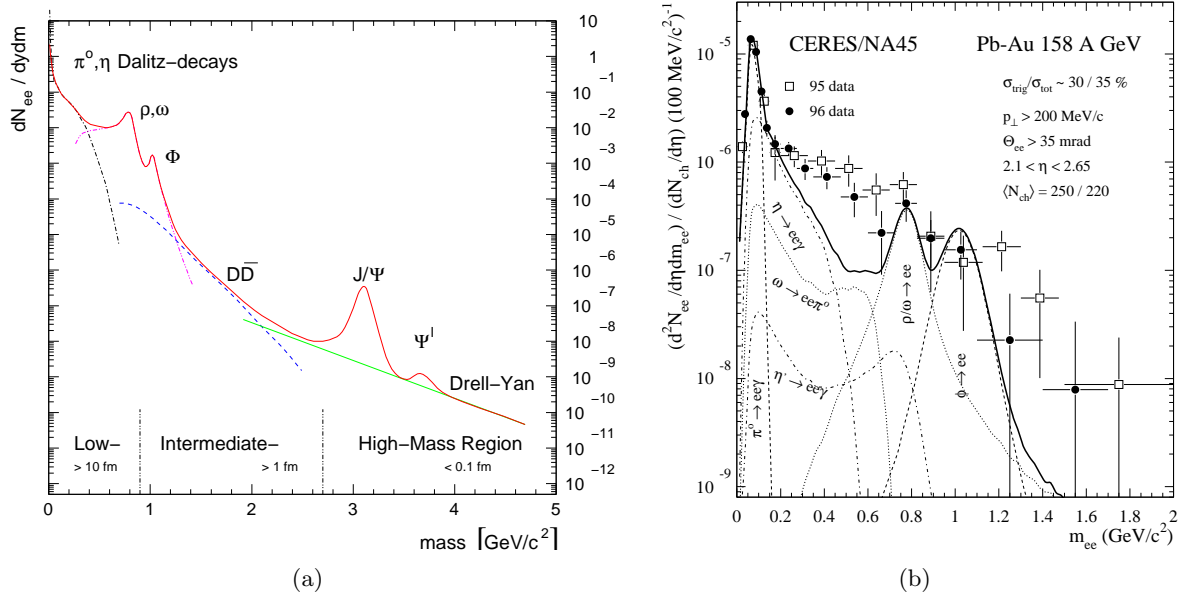 dN_ee / dydm
π°,η Dalitz–decays
ρ,ω
Φ
DD̅
J/Ψ
Ψ^|
Drell–Yan
Low–
Intermediate–
High–Mass Region
> 10 fm
> 1 fm
< 0.1 fm
10
1
10 ⁻¹
10 ⁻²
10 ⁻³
10 ⁻⁴
10 ⁻⁵
10 ⁻⁶
10 ⁻⁷
10 ⁻⁸
10 ⁻⁹
10 ⁻¹⁰
10 ⁻¹¹
10 ⁻¹²
0 1 2 3 4 5
mass [GeV/c²]
(a)
(d²N_ee/dηdm_ee) / (dN_ch/dη) (100 MeV/c²)⁻¹
10⁻⁵
10⁻⁶
10⁻⁷
10⁻⁸
10⁻⁹
CERES/NA45 Pb-Au 158 A GeV
95 data
96 data
σ_trig/σ_tot ~ 30 / 35 %
p_⊥ > 200 MeV/c
Θ_ee > 35 mrad
2.1 < η < 2.65
⟨N_ch⟩ = 250 / 220
η → eeγ
ω → eeπ°
η' → eeγ
π° → eeγ
ρ/ω → ee
ϕ → ee
0 0.2 0.4 0.6 0.8 1 1.2 1.4 1.6 1.8 2
m_ee (GeV/c²)
(b)